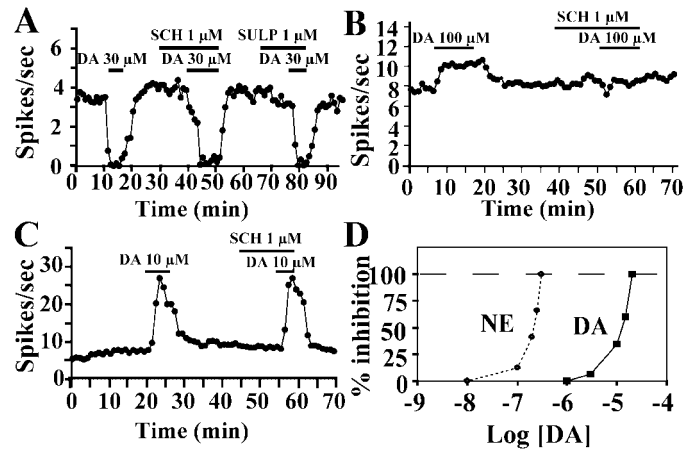 A
SCH 1 µM SULP 1 µM
DA 30 µM DA 30 µM DA 30 µM
Spikes/sec
6
4
2
0
0 10 20 30 40 50 60 70 80 90
Time (min)
B
SCH 1 µM
DA 100 µM DA 100 µM
Spikes/sec
14
12
10
8
6
4
2
0
0 10 20 30 40 50 60 70
Time (min)
C
SCH 1 µM
DA 10 µM DA 10 µM
Spikes/sec
30
20
10
0
0 10 20 30 40 50 60 70
Time (min)
D
NE DA
% inhibition
100
75
50
25
0
-9 -8 -7 -6 -5 -4
Log [DA]